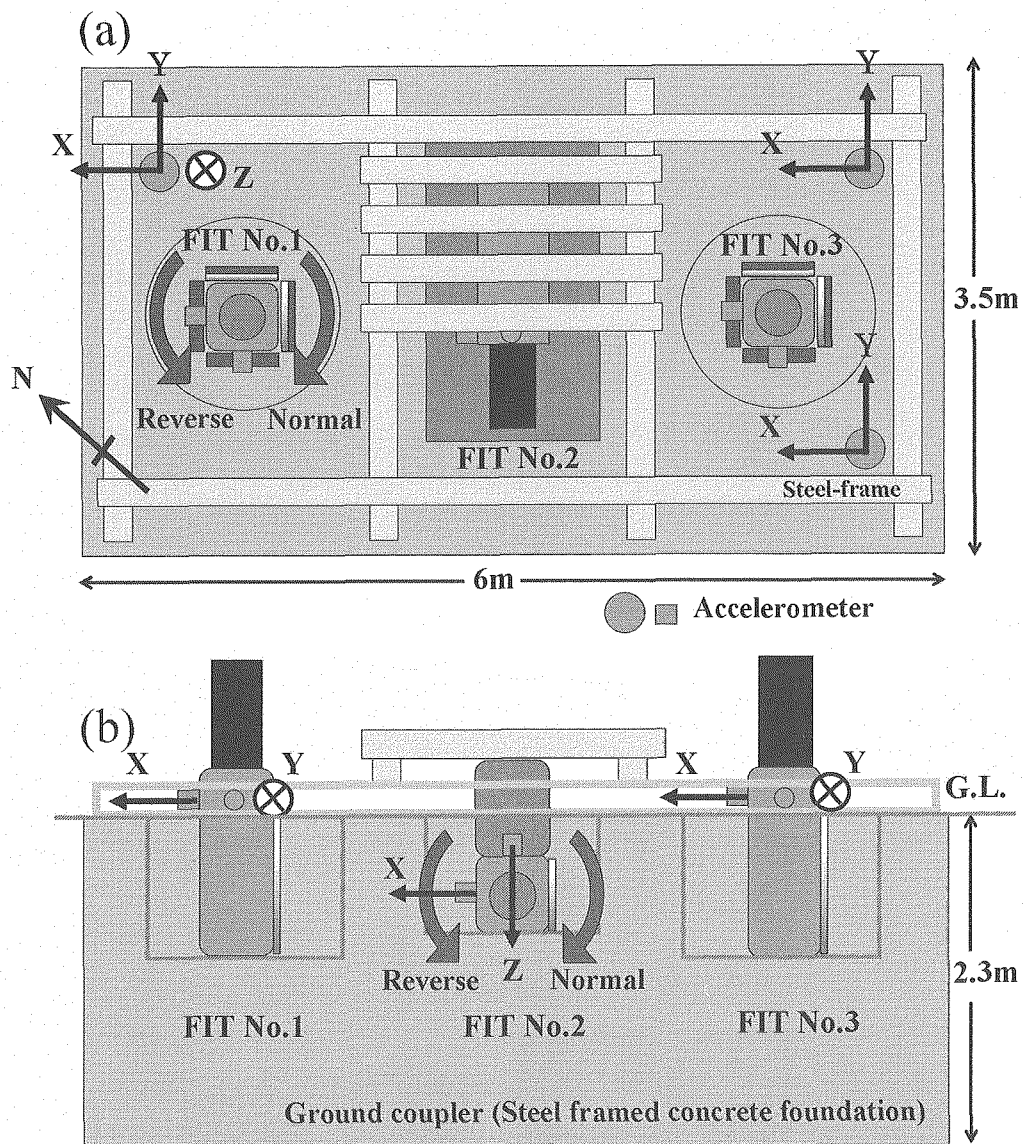 (a)
Y
Y
X
Z
X
FIT No.1
FIT No.3
3.5m
Y
N
Reverse Normal
X
FIT No.2
Steel-frame
6m
Accelerometer
(b)
X
Y
X
Y
G.L.
X
Reverse Z Normal
2.3m
FIT No.1
FIT No.2
FIT No.3
Ground coupler (Steel framed concrete foundation)